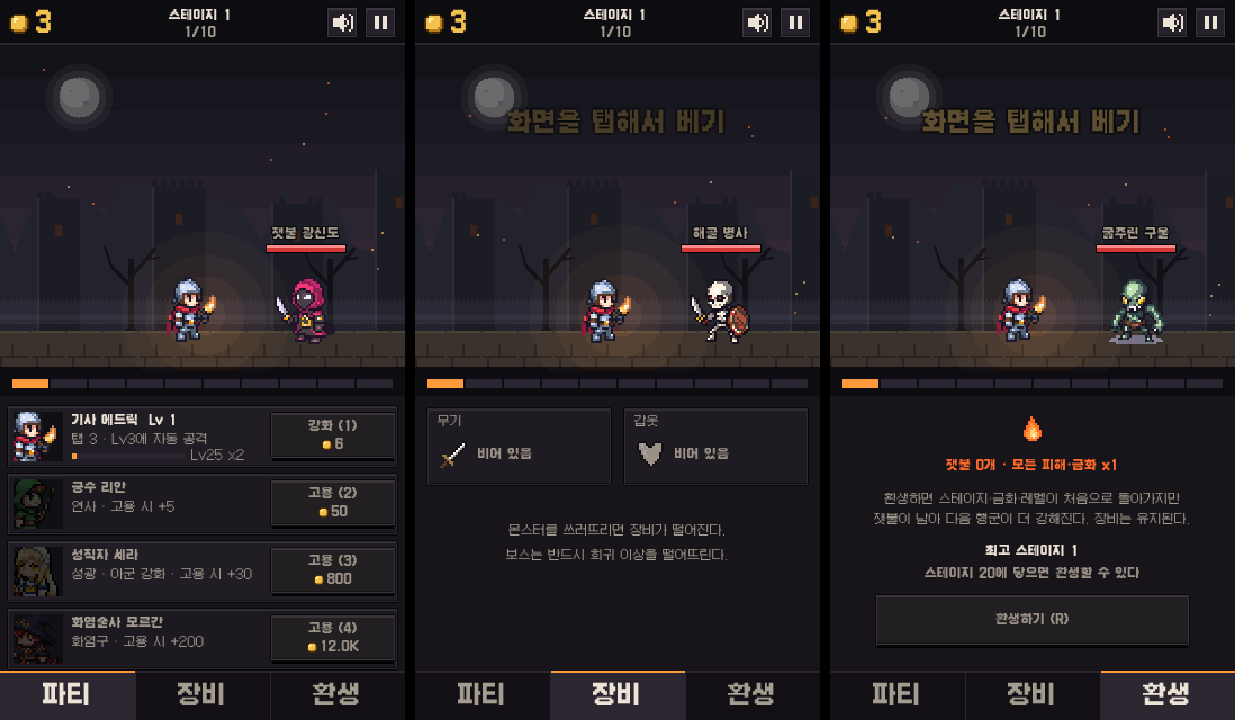 3
스테이지 1
1/10
잿불 광신도
기사 에드릭 Lv 1
탭 3 · Lv3에 자동 공격
Lv25 x2
강화 (1)
6
궁수 리안
연사 · 고용 시 +5
고용 (2)
50
성직자 세라
섬광 · 아군 강화 · 고용 시 +30
고용 (3)
800
화염술사 모르간
화염구 · 고용 시 +200
고용 (4)
12.0K
파티
장비
환생
3
스테이지 1
1/10
화면을 탭해서 베기
해골 병사
무기
비어 있음
갑옷
비어 있음
몬스터를 쓰러뜨리면 장비가 떨어진다.
보스는 반드시 희귀 이상을 떨어뜨린다.
파티
장비
환생
3
스테이지 1
1/10
화면을 탭해서 베기
굶주린 구울
잿불 0개 · 모든 피해·금화 x1
환생하면 스테이지·금화·레벨이 처음으로 돌아가지만
잿불이 남아 다음 행군이 더 강해진다. 장비는 유지된다.
최고 스테이지 1
스테이지 20에 닿으면 환생할 수 있다
환생하기 (R)
파티
장비
환생